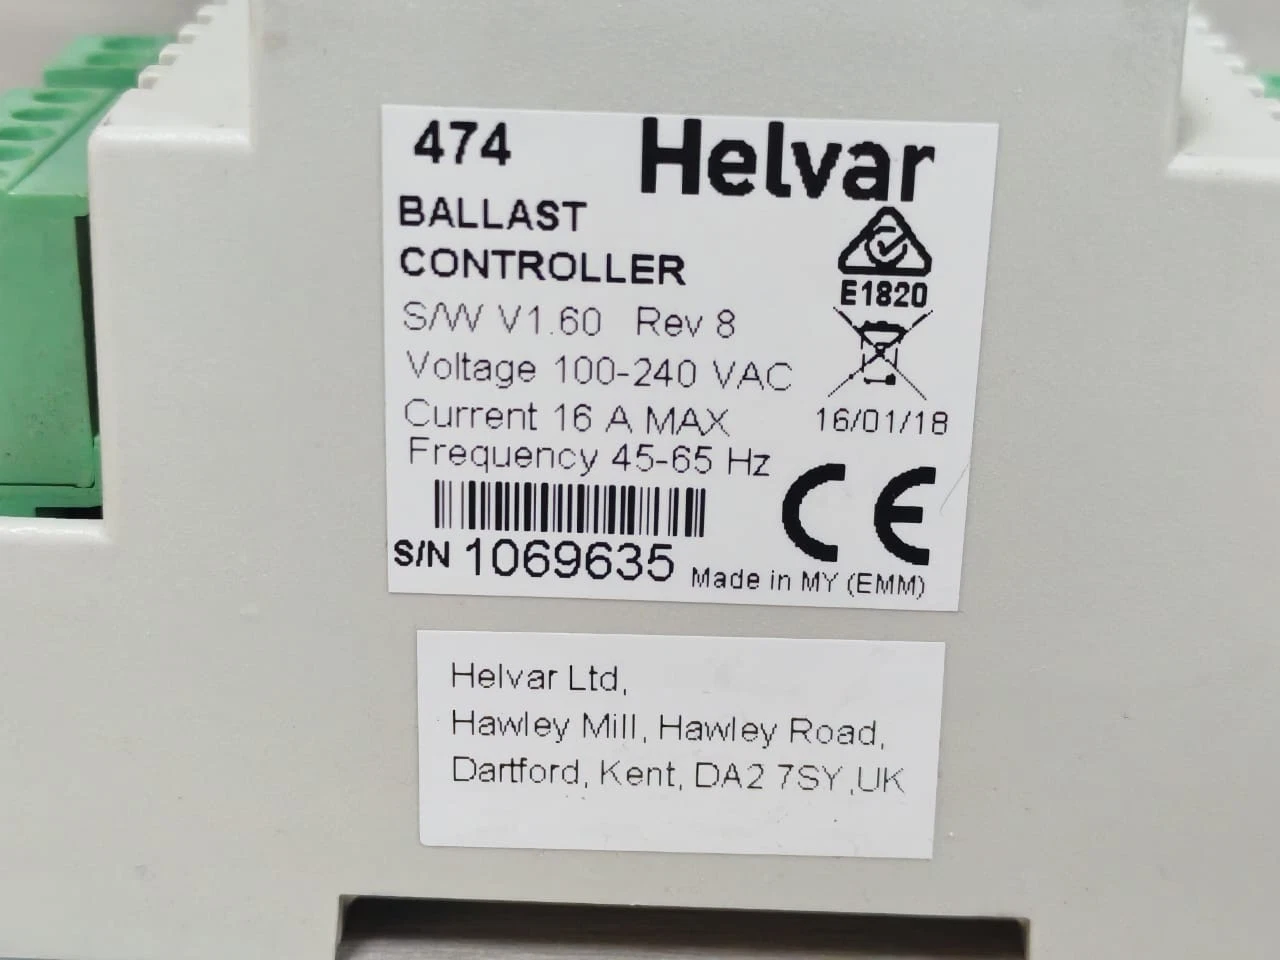 474 Helvar
BALLAST
CONTROLLER
E1820
S/W V1.60 Rev 8
Voltage 100-240 VAC
16/01/18
Current 16 A MAX
Frequency 45-65 Hz
CE
S/N 1069635 Made in MY (EMM)
Helvar Ltd,
Hawley Mill, Hawley Road,
Dartford, Kent, DA2 7SY ,UK